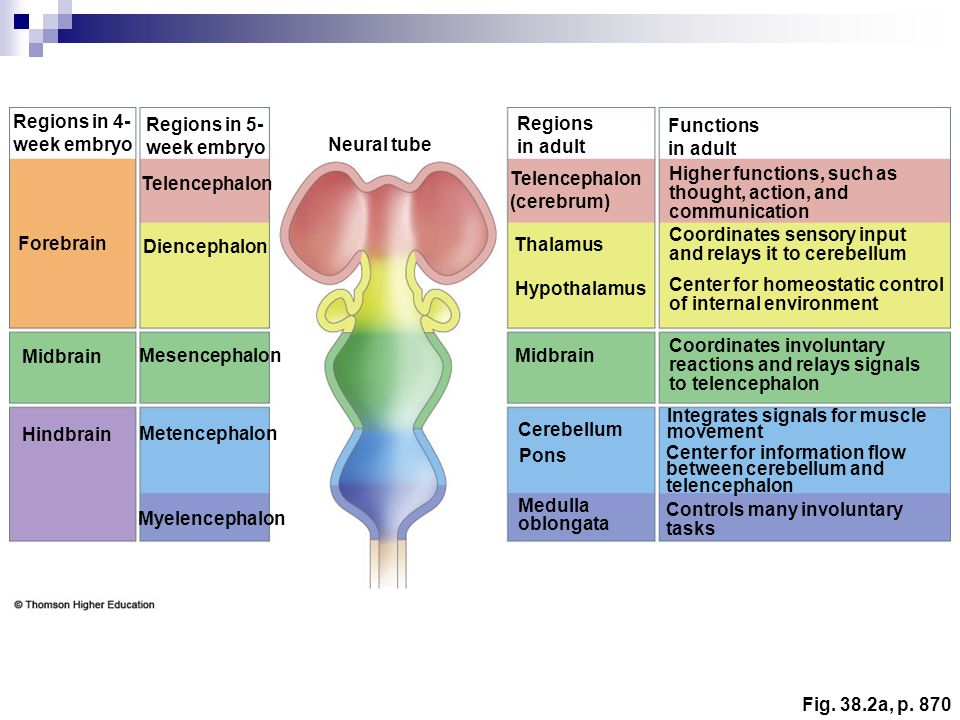 Regions in 4-
week embryo
Regions in 5-
week embryo
Neural tube
Regions
in adult
Functions
in adult
Forebrain
Telencephalon
Diencephalon
Telencephalon
(cerebrum)
Higher functions, such as
thought, action, and
communication
Thalamus
Coordinates sensory input
and relays it to cerebellum
Hypothalamus
Center for homeostatic control
of internal environment
Midbrain
Mesencephalon
Midbrain
Coordinates involuntary
reactions and relays signals
to telencephalon
Hindbrain
Metencephalon
Cerebellum
Integrates signals for muscle
movement
Pons
Center for information flow
between cerebellum and
telencephalon
Myelencephalon
Medulla
oblongata
Controls many involuntary
tasks
© Thomson Higher Education
Fig. 38.2a, p. 870